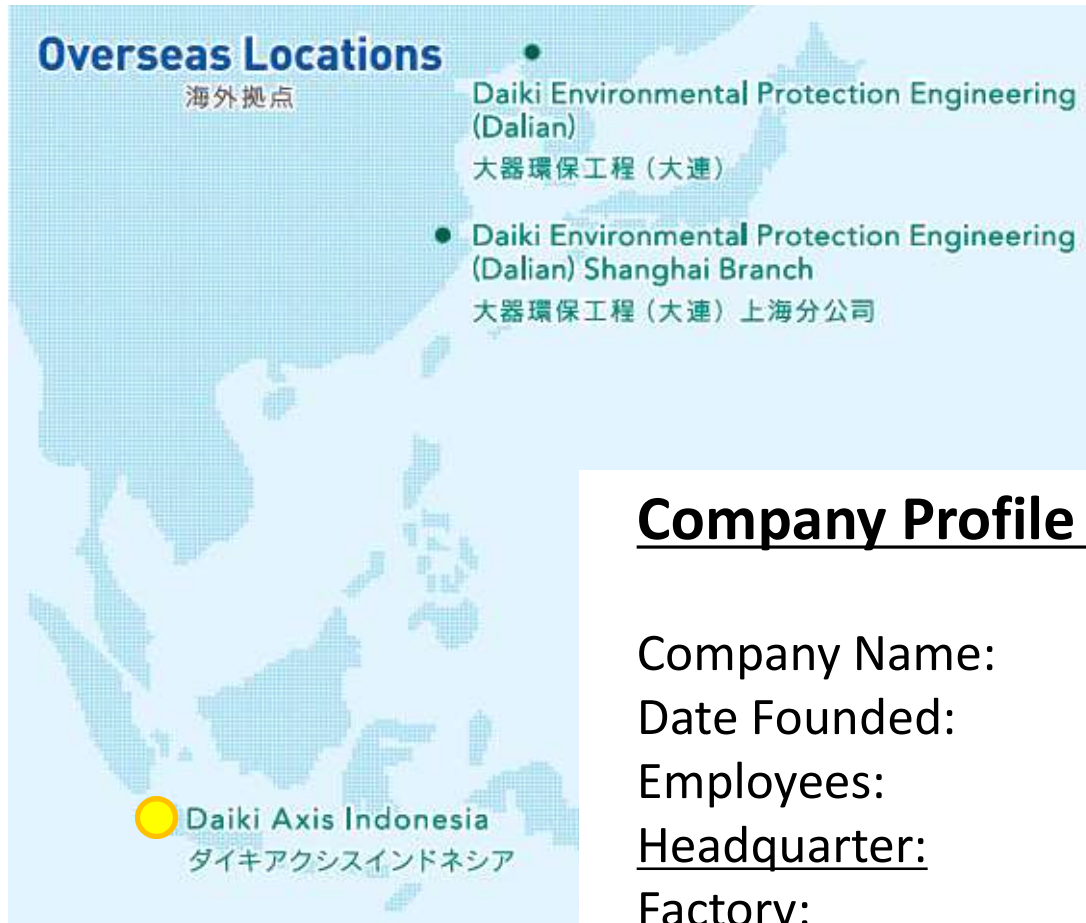 Overseas Locations
海外拠点
Daiki Environmental Protection Engineering
(Dalian)
大器環保工程（大連）
Daiki Environmental Protection Engineering
(Dalian) Shanghai Branch
大器環保工程（大連）上海分公司
Daiki Axis Indonesia
ダイキアクシスインドネシア
Company Profile
Company Name:
Date Founded:
Employees:
Headquarter:
Factory: